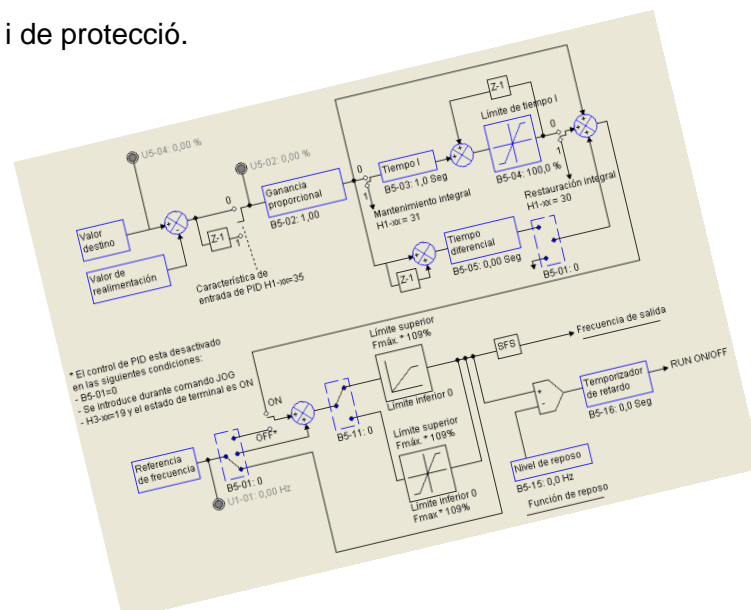 i de protecció.
U5-04: 0,00 %
U5-02: 0,00 %
Z-1
Límite de tiempo I
0
0
Tiempo I
B5-03: 1,0 Seg
B5-04: 100,0 %
1
1
Ganancia
proporcional
B5-02: 1,00
Mantenimiento integral
H1-xx = 31
Restauración integral
H1-xx = 30
0
1
Valor
destino
+
-
Z-1
Valor de
realimentación
Característica de
entrada de PID H1-xx=35
Z-1
Tiempo
diferencial
B5-05: 0,00 Seg
B5-01: 0
* El control de PID esta desactivado
en las siguientes condiciones:
- B5-01=0
- Se introduce durante comando JOG
- H3-xx=19 y el estado de terminal es ON
ON
OFF*
Referencia
de frecuencia
B5-01: 0
U1-01: 0,00 Hz
B5-11: 0
Límite superior
Fmáx. * 109%
Límite inferior 0
Límite superior
Fmáx. * 109%
Límite inferior 0
Fmax * 109%
SFS
Frecuencia de salida
+
-
Temporizador
de retardo
B5-16: 0,0 Seg
RUN ON/OFF
Nivel de reposo
B5-15: 0,0 Hz
Función de reposo